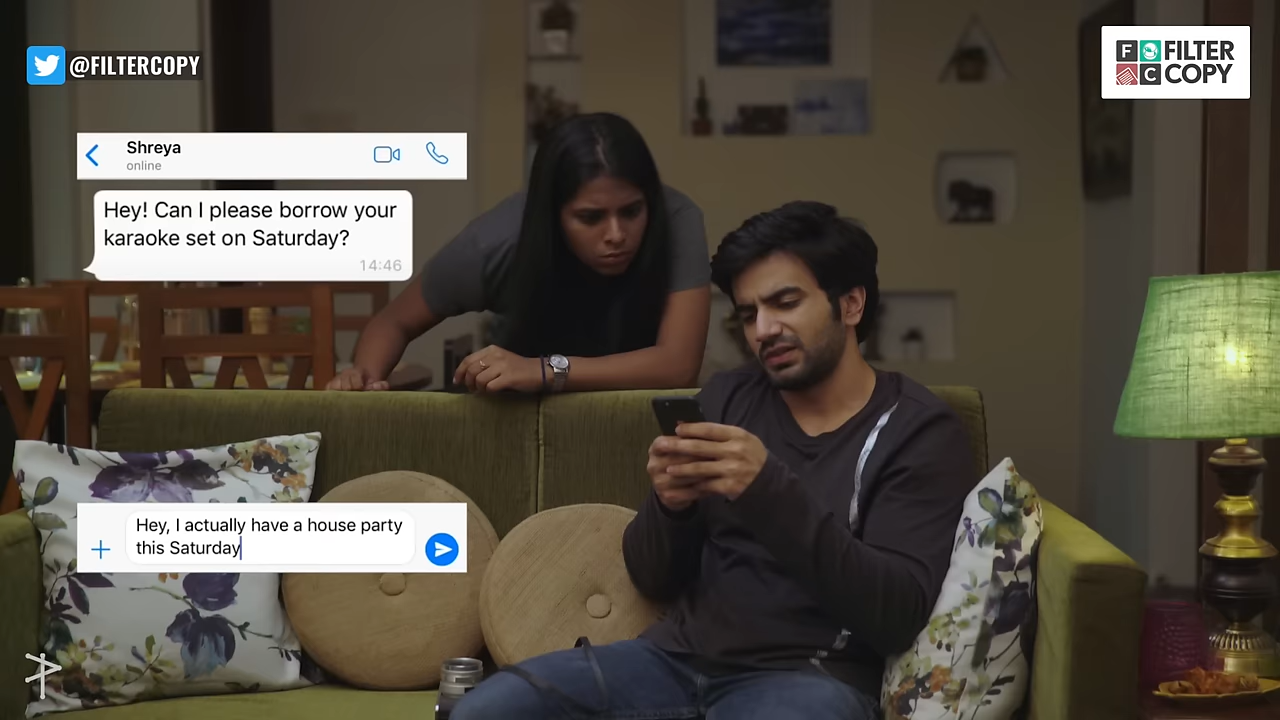 @FILTERCOPY
F
C
FILTER
COPY
Shreya
online
Hey! Can I please borrow your
karaoke set on Saturday?
14:46
Hey, I actually have a house party
this Saturday